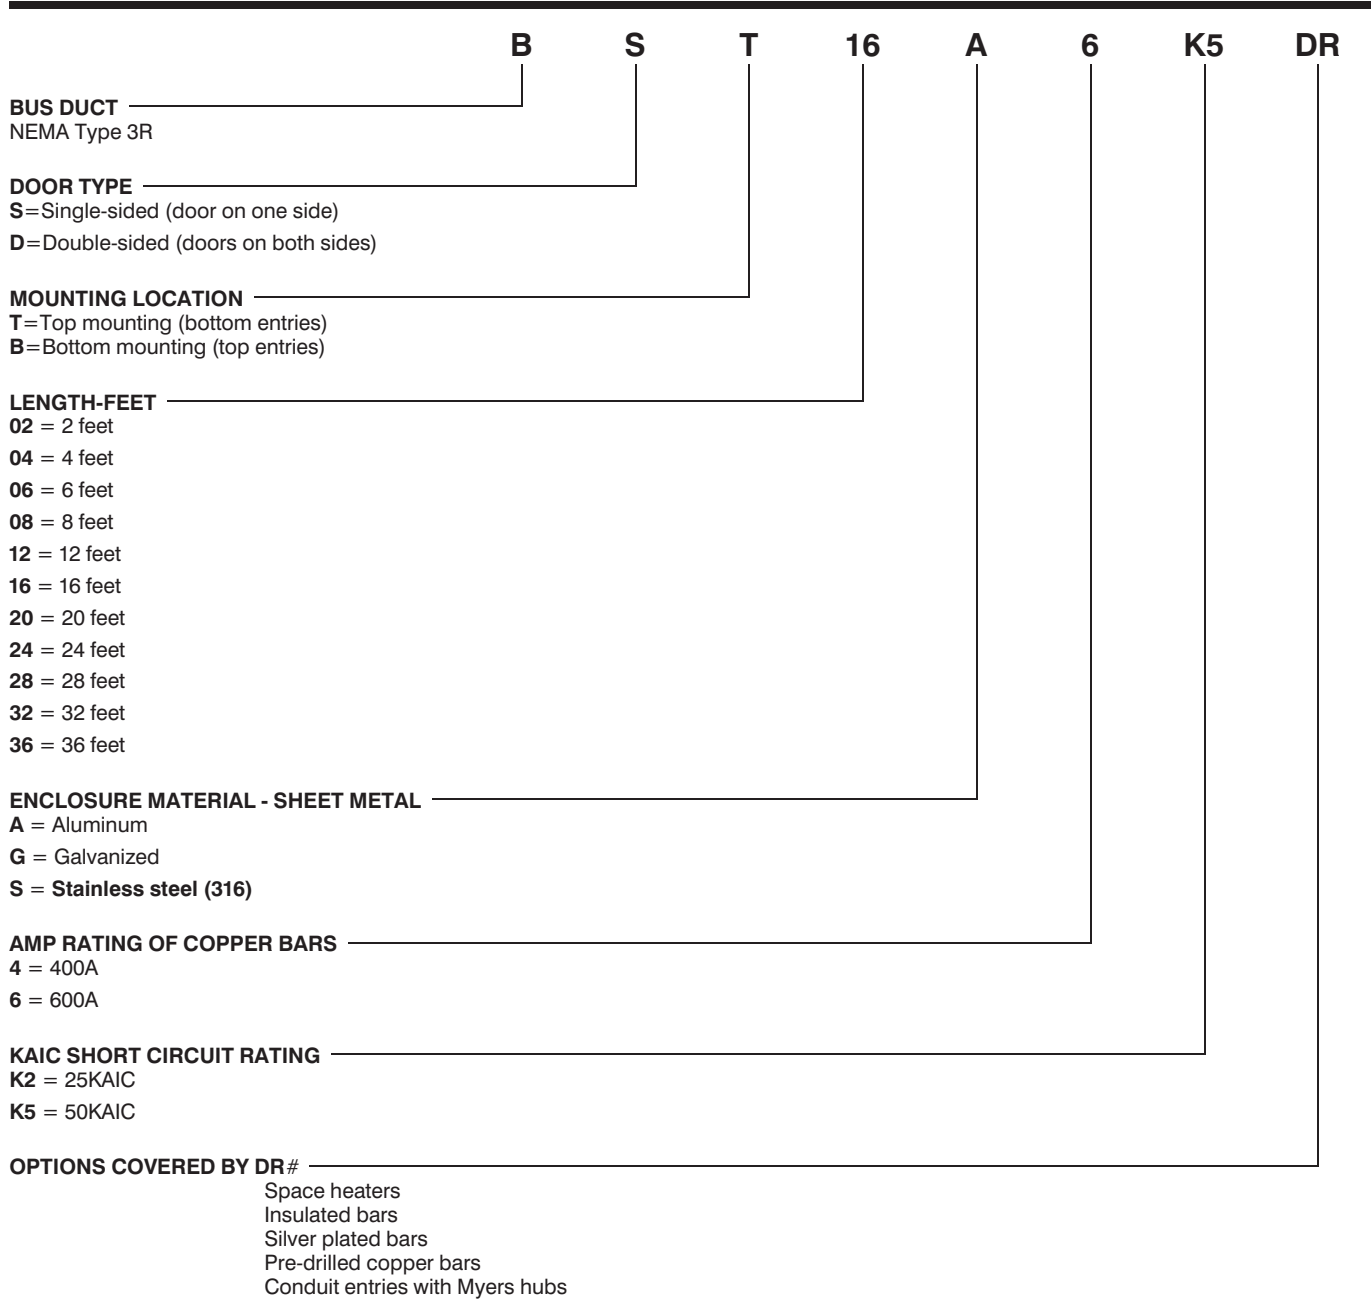 B S T 16 A 6 K5 DR
BUS DUCT
NEMA Type 3R
DOOR TYPE
S=Single-sided (door on one side)
D=Double-sided (doors on both sides)
MOUNTING LOCATION
T=Top mounting (bottom entries)
B=Bottom mounting (top entries)
LENGTH-FEET
02 = 2 feet
04 = 4 feet
06 = 6 feet
08 = 8 feet
12 = 12 feet
16 = 16 feet
20 = 20 feet
24 = 24 feet
28 = 28 feet
32 = 32 feet
36 = 36 feet
ENCLOSURE MATERIAL - SHEET METAL
A = Aluminum
G = Galvanized
S = Stainless steel (316)
AMP RATING OF COPPER BARS
4 = 400A
6 = 600A
KAIC SHORT CIRCUIT RATING
K2 = 25KAIC
K5 = 50KAIC
OPTIONS COVERED BY DR#
Space heaters
Insulated bars
Silver plated bars
Pre-drilled copper bars
Conduit entries with Myers hubs